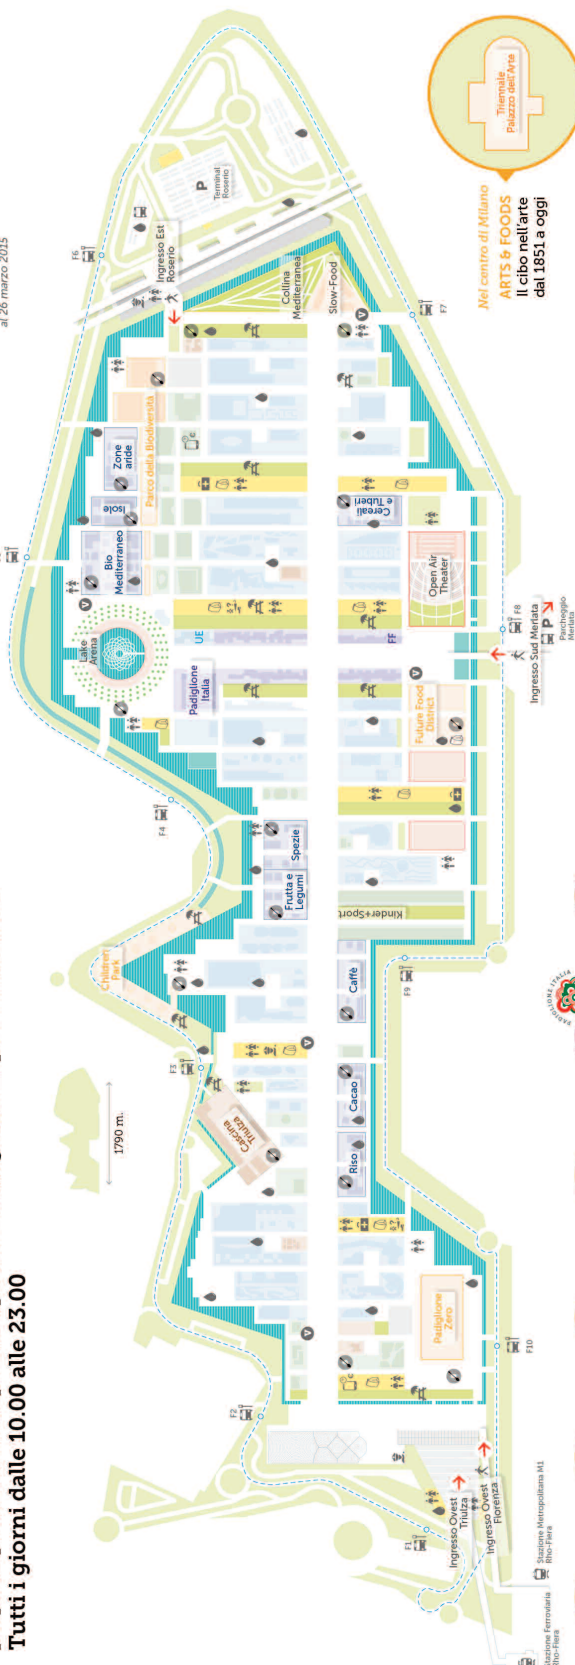 al 26 marzo 2015
Tutti i giorni dalle 10.00 alle 23.00
Triennale
Palazzo dell'Arte
Nel centro di Milano
ARTS & FOODS
Il cibo nell'arte
dal 1851 a oggi
P
Terminal
Roserio
F6
Ingresso Est
Roserio
Collina
Mediterranea
Slow-Food
V
F7
Parco della Biodiversità
Zone
aride
Isole
Bio
Mediterraneo
Cereali
e Tuberi
Open Air
Theater
V
Lake
Arena
UE
FF
Padiglione
Italia
V
Future Food
District
F8
Ingresso Sud Merlata
P
Parcheggio
Merlata
F4
Spezie
Frutta e
Legumi
Kinder+Sport
Children
Park
Caffè
F9
PADIGLIONE ITALIA
F3
V
Cascina
Triulza
Cacao
Riso
1790 m.
V
Padiglione
Zero
F10
F2
F1
Ingresso Ovest
Triulza
Ingresso Ovest
Fiorenza
Stazione Metropolitana M1
Rho-Fiera
Stazione Ferroviaria
Rho-Fiera